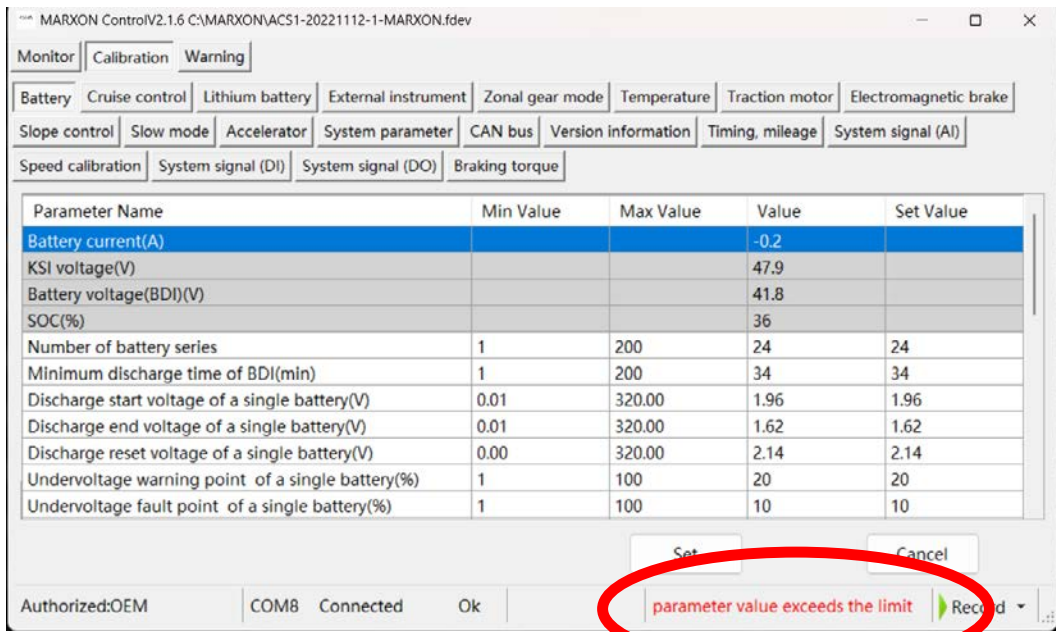 MARXON ControlV2.1.6 C:\MARXON\ACS1-20221112-1-MARXON.fdev
Monitor Calibration Warning
Battery Cruise control Lithium battery External instrument Zonal gear mode Temperature Traction motor Electromagnetic brake
Slope control Slow mode Accelerator System parameter CAN bus Version information Timing, mileage System signal (AI)
Speed calibration System signal (DI) System signal (DO) Braking torque
Parameter Name Min Value Max Value Value Set Value
Battery current(A) -0.2
KSI voltage(V) 47.9
Battery voltage(BDI)(V) 41.8
SOC(%) 36
Number of battery series 1 200 24 24
Minimum discharge time of BDI(min) 1 200 34 34
Discharge start voltage of a single battery(V) 0.01 320.00 1.96 1.96
Discharge end voltage of a single battery(V) 0.01 320.00 1.62 1.62
Discharge reset voltage of a single battery(V) 0.00 320.00 2.14 2.14
Undervoltage warning point of a single battery(%) 1 100 20 20
Undervoltage fault point of a single battery(%) 1 100 10 10
Set Cancel
Authorized:OEM COM8 Connected Ok parameter value exceeds the limit Record